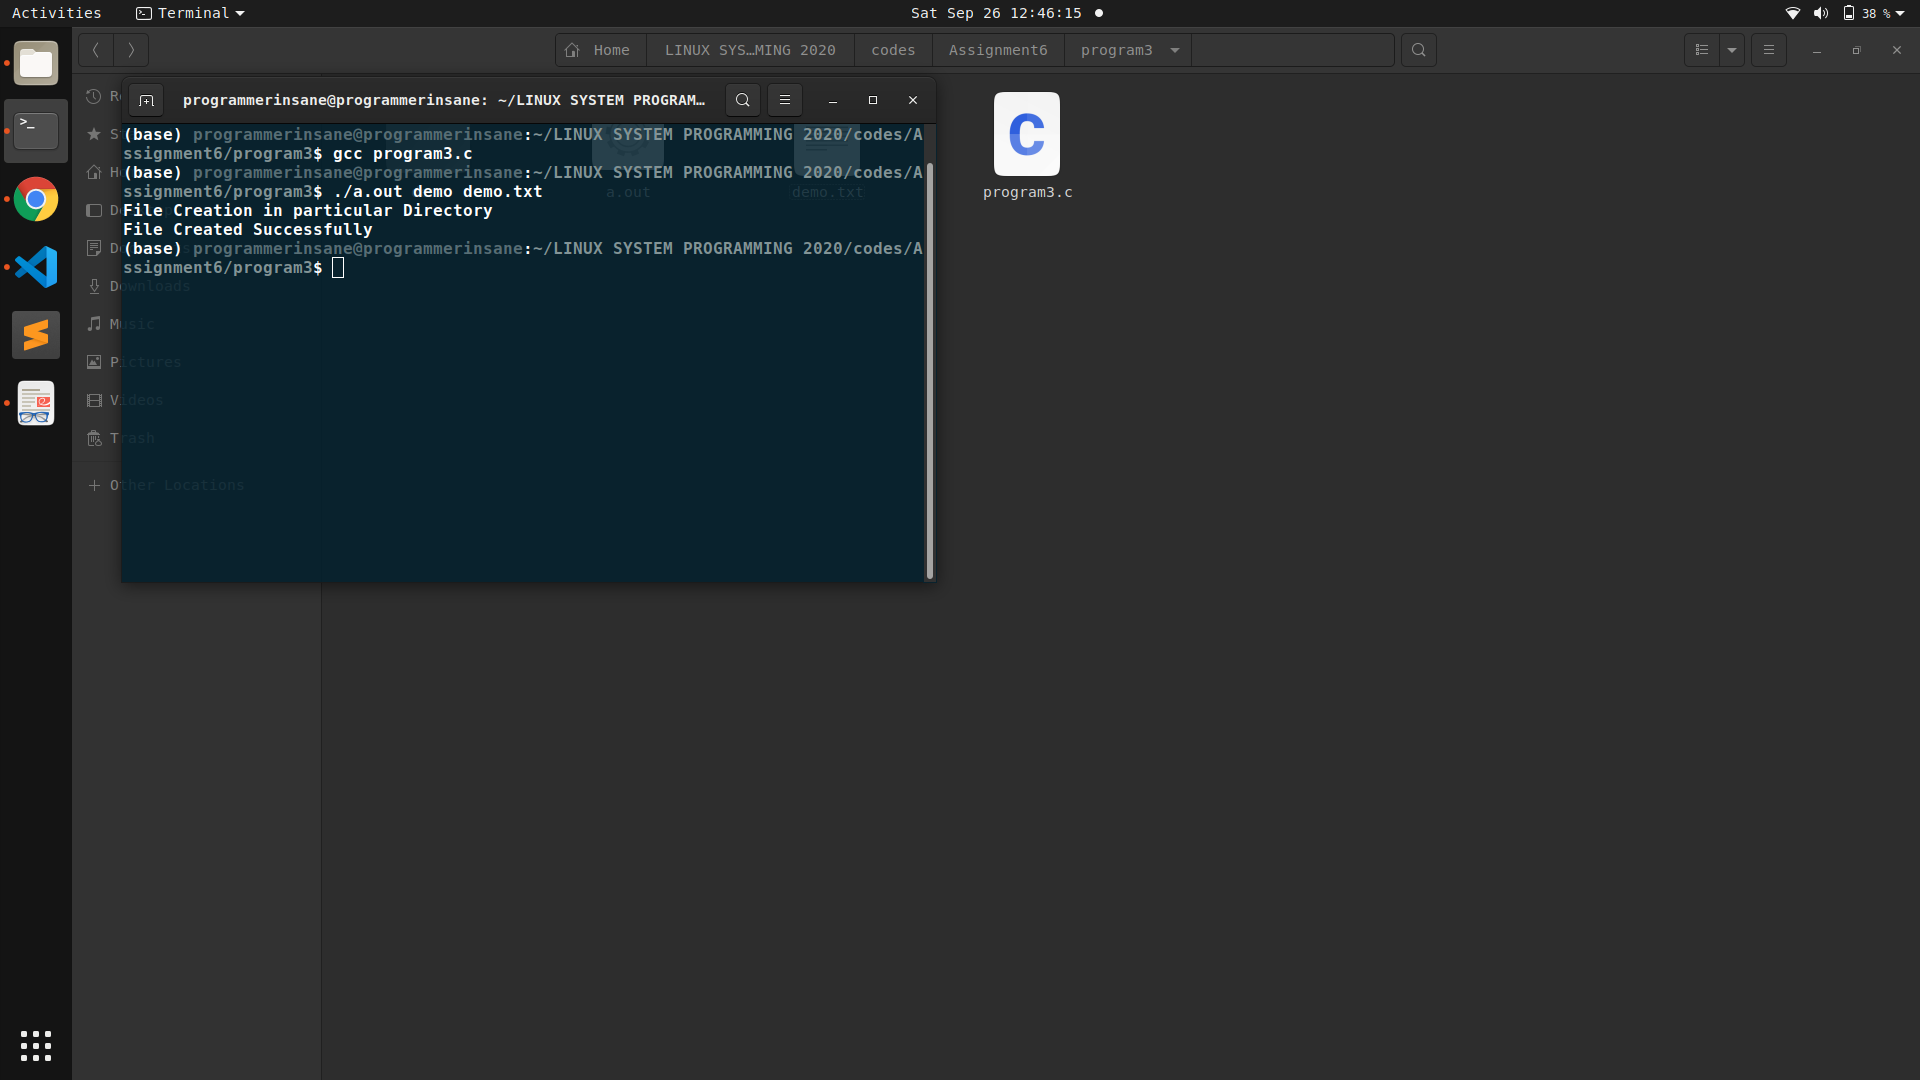 Activities
Terminal
Sat Sep 26 12:46:15
38 %
Home
LINUX SYS…MING 2020
codes
Assignment6
program3
programmerinsane@programmerinsane: ~/LINUX SYSTEM PROGRAM…
(base) programmerinsane@programmerinsane:~/LINUX SYSTEM PROGRAMMING 2020/codes/A
ssignment6/program3$ gcc program3.c
(base) programmerinsane@programmerinsane:~/LINUX SYSTEM PROGRAMMING 2020/codes/A
ssignment6/program3$ ./a.out demo demo.txt
File Creation in particular Directory
File Created Successfully
(base) programmerinsane@programmerinsane:~/LINUX SYSTEM PROGRAMMING 2020/codes/A
ssignment6/program3$
a.out
demo.txt
C
program3.c
Downloads
Music
Pictures
Videos
Trash
Other Locations